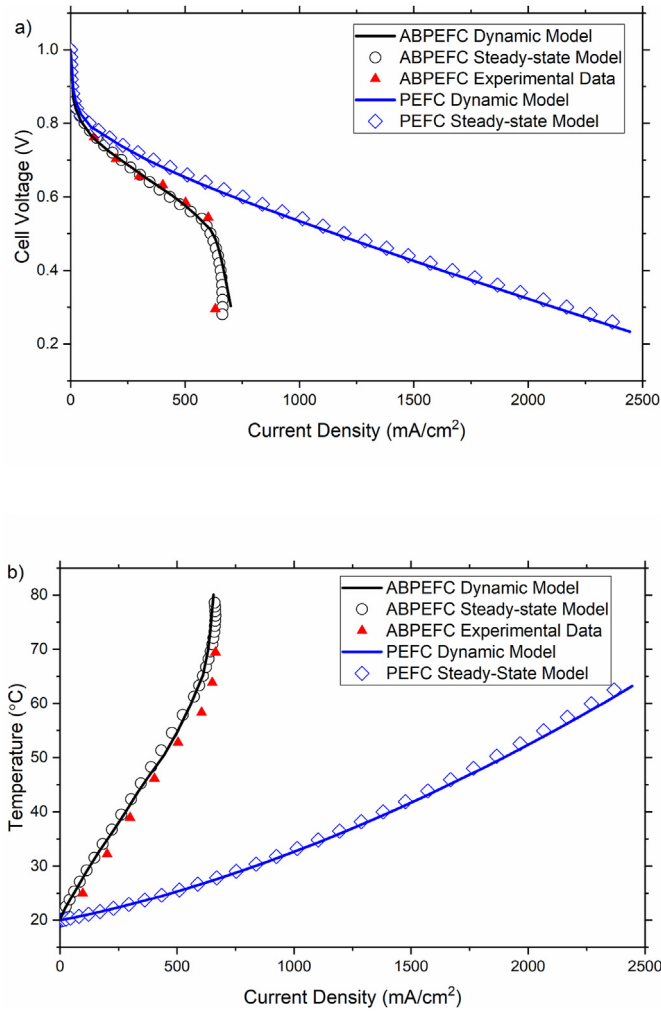 a)
ABPEFC Dynamic Model
ABPEFC Steady-state Model
ABPEFC Experimental Data
PEFC Dynamic Model
PEFC Steady-state Model
Cell Voltage (V)
1.0
0.8
0.6
0.4
0.2
0 500 1000 1500 2000 2500
Current Density (mA/cm²)
b)
ABPEFC Dynamic Model
ABPEFC Steady-state Model
ABPEFC Experimental Data
PEFC Dynamic Model
PEFC Steady-State Model
Temperature (°C)
80
70
60
50
40
30
20
0 500 1000 1500 2000 2500
Current Density (mA/cm²)